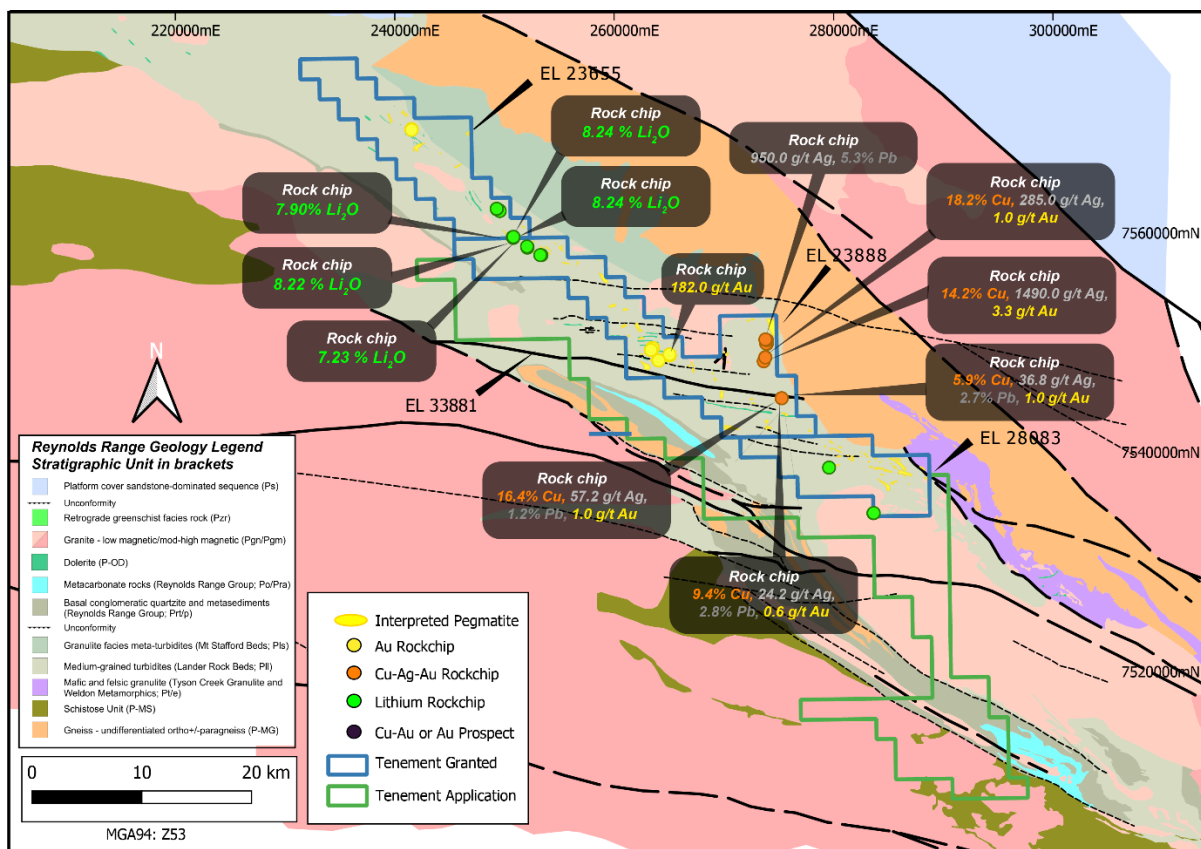 220000mE
240000mE
260000mE
280000mE
300000mE
EL 23655
Rock chip
8.24 % Li₂O
Rock chip
950.0 g/t Ag, 5.3% Pb
Rock chip
7.90% Li₂O
Rock chip
8.24 % Li₂O
Rock chip
18.2% Cu, 285.0 g/t Ag,
1.0 g/t Au
7560000mN
EL 23888
Rock chip
8.22 % Li₂O
Rock chip
182.0 g/t Au
Rock chip
14.2% Cu, 1490.0 g/t Ag,
3.3 g/t Au
Rock chip
7.23 % Li₂O
N
EL 33881
Rock chip
5.9% Cu, 36.8 g/t Ag,
2.7% Pb, 1.0 g/t Au
EL 28083
7540000mN
Rock chip
16.4% Cu, 57.2 g/t Ag,
1.2% Pb, 1.0 g/t Au
Rock chip
9.4% Cu, 24.2 g/t Ag,
2.8% Pb, 0.6 g/t Au
7520000mN
Reynolds Range Geology Legend
Stratigraphic Unit in brackets
Platform cover sandstone-dominated sequence (Ps)
Unconformity
Retrograde greenschist facies rock (Pzr)
Granite - low magnetic/mod-high magnetic (Pgn/Pgm)
Dolerite (P-OD)
Metacarbonate rocks (Reynolds Range Group; Po/Pra)
Basal conglomeratic quartzite and metasediments
(Reynolds Range Group; Prt/p)
Unconformity
Granulite facies meta-turbidites (Mt Stafford Beds; Pls)
Medium-grained turbidites (Lander Rock Beds; Pll)
Mafic and felsic granulite (Tyson Creek Granulite and
Weldon Metamorphics; Pt/e)
Schistose Unit (P-MS)
Gneiss - undifferentiated ortho+/-paragneiss (P-MG)
Interpreted Pegmatite
Au Rockchip
Cu-Ag-Au Rockchip
Lithium Rockchip
Cu-Au or Au Prospect
Tenement Granted
Tenement Application
0
10
20 km
MGA94: Z53